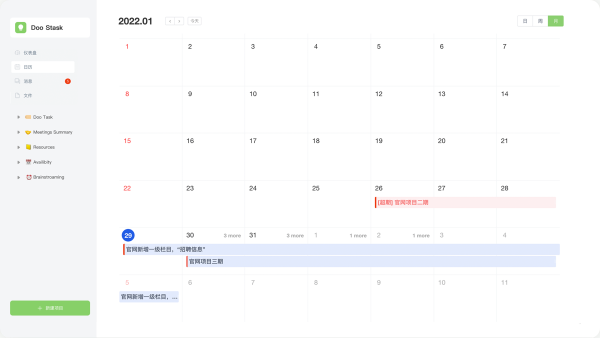 Doo Stask
仪表盘
日历
消息
文件
Doo Task
Meetings Summary
Resources
Availibity
Brainstroaming
新建项目
2022.01
今天
日 周 月
1 2 3 4 5 6 7
8 9 10 11 12 13 14
15 16 17 18 19 20 21
22 23 24 25 26 27 28
[超期] 官网项目二期
29 30 3 more 31 3 more 1 1 more 2 1 more 3 4
官网新增一级栏目，“招聘信息”
官网项目三期
5 6 7 8 9 10 11
官网新增一级栏目，...